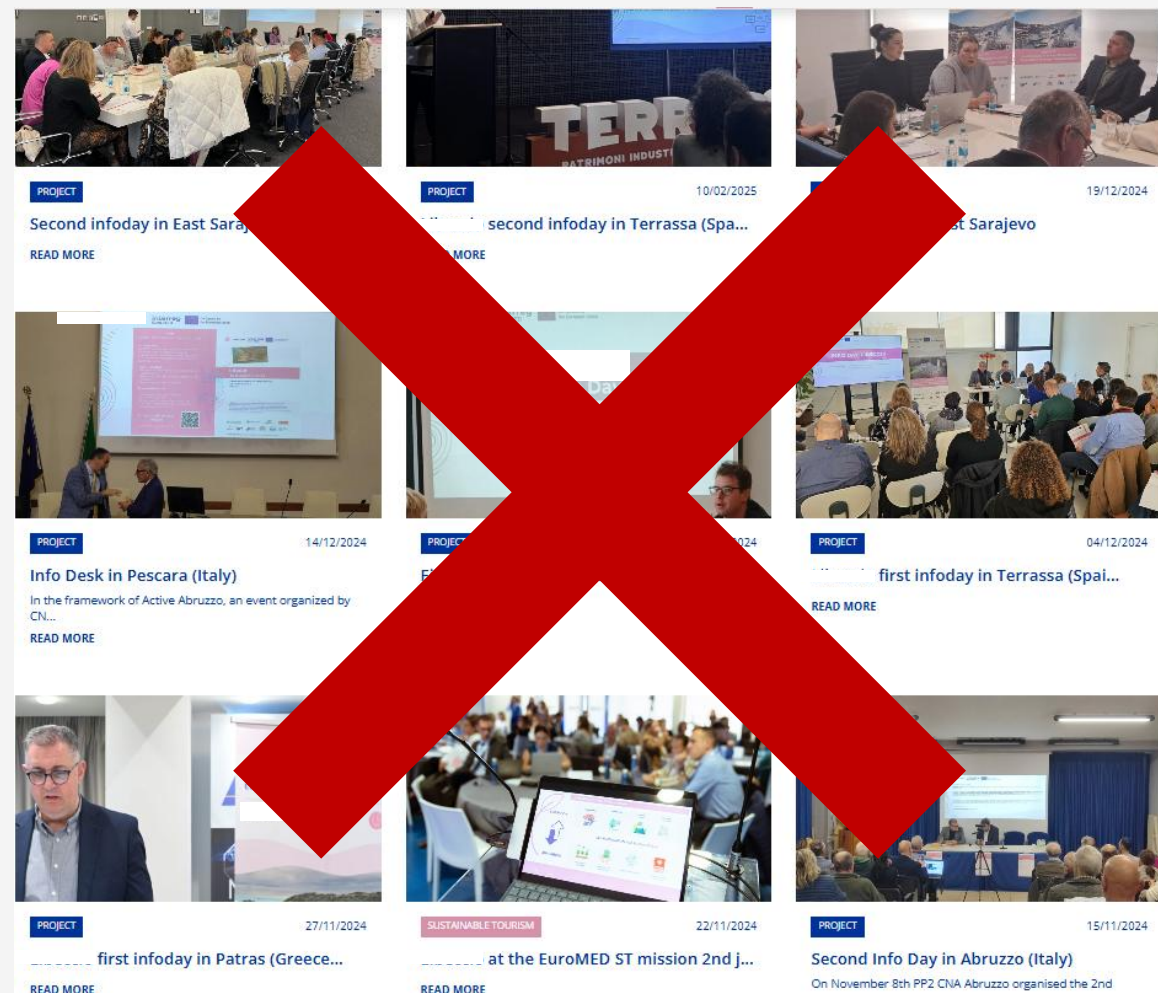 TERR
PATRIMONI INDUST
PROJECT
Second infoday in East Saraj
READ MORE
PROJECT 10/02/2025
second infoday in Terrassa (Spa...
MORE
19/12/2024
st Sarajevo
Interreg
PROJECT 14/12/2024
Info Desk in Pescara (Italy)
In the framework of Active Abruzzo, an event organized by
CN...
READ MORE
PROJECT 024
PROJECT 04/12/2024
first infoday in Terrassa (Spai...
READ MORE
PROJECT 27/11/2024
first infoday in Patras (Greece...
READ MORE
SUSTAINABLE TOURISM 22/11/2024
at the EuroMED ST mission 2nd j...
READ MORE
PROJECT 15/11/2024
Second Info Day in Abruzzo (Italy)
On November 8th PP2 CNA Abruzzo organised the 2nd